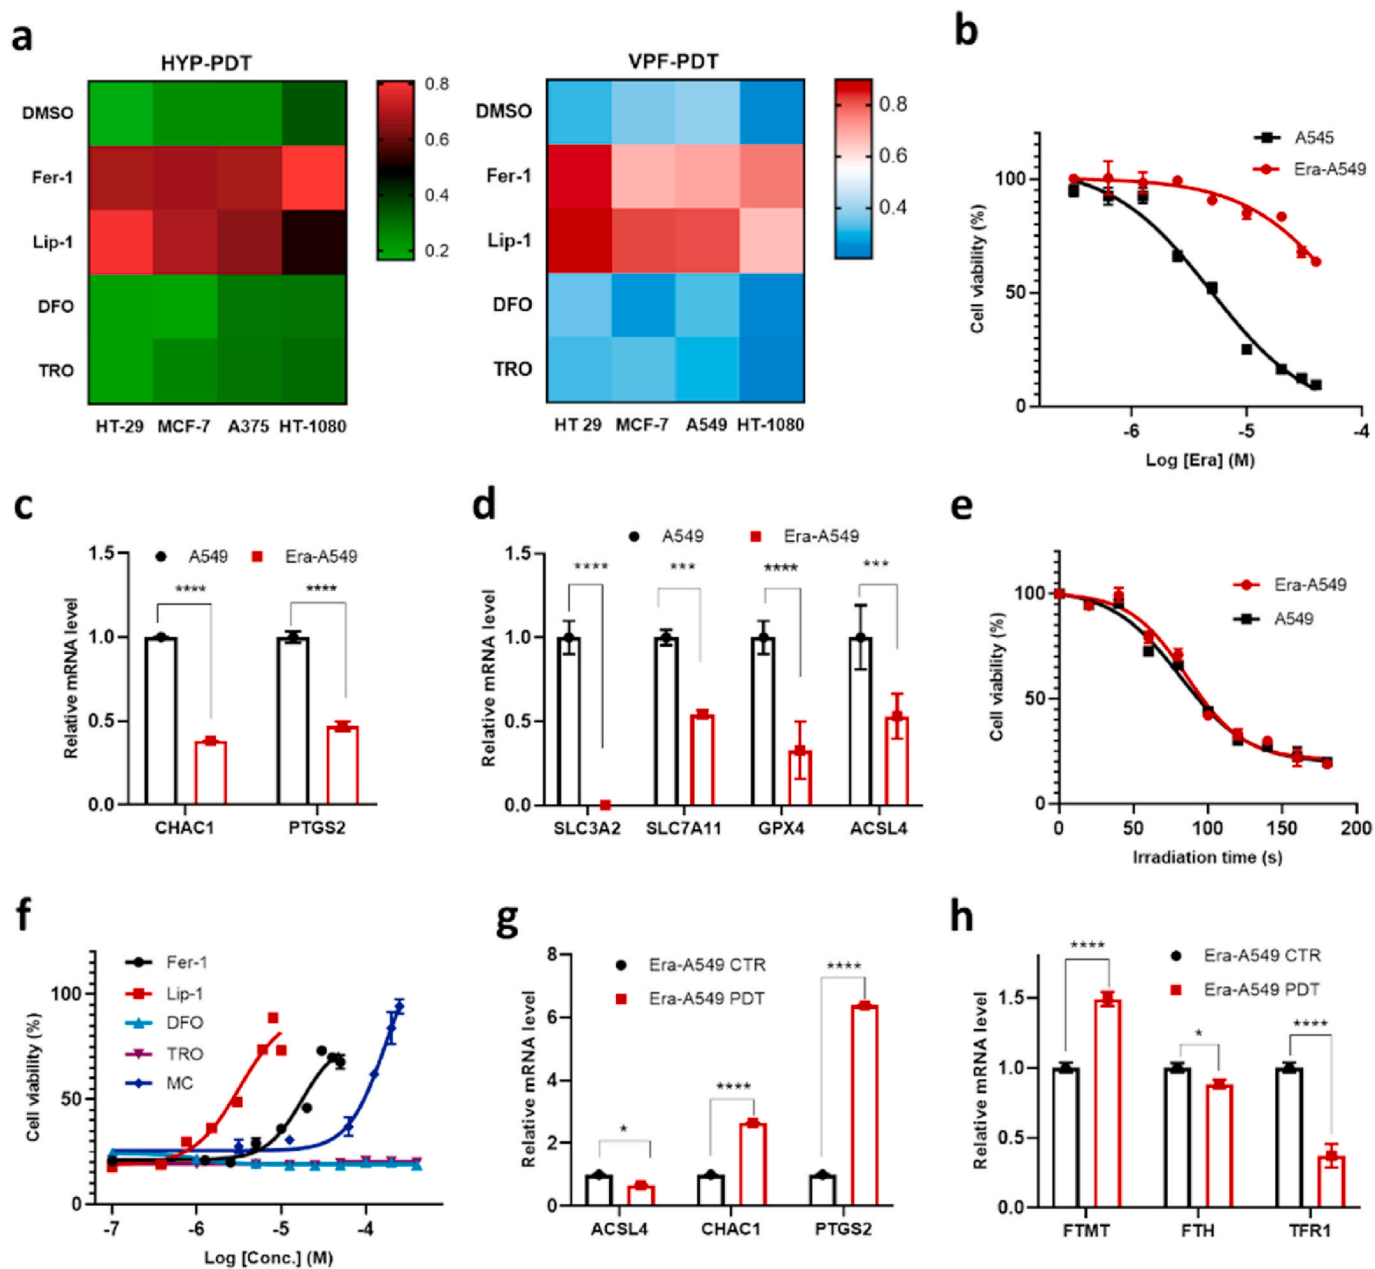 a
HYP-PDT
DMSO
Fer-1
Lip-1
DFO
TRO
HT-29 MCF-7 A375 HT-1080
0.8
0.6
0.4
0.2
VPF-PDT
DMSO
Fer-1
Lip-1
DFO
TRO
HT 29 MCF-7 A549 HT-1080
0.8
0.6
0.4
b
A545
Era-A549
Cell viability (%)
100
50
0
-6 -5 -4
Log [Era] (M)
c
A549 Era-A549
Relative mRNA level
1.5
1.0
0.5
0.0
**** ****
CHAC1 PTGS2
d
A549 Era-A549
Relative mRNA level
1.5
1.0
0.5
0.0
**** *** **** ***
SLC3A2 SLC7A11 GPX4 ACSL4
e
Era-A549
A549
Cell viability (%)
100
50
0
0 50 100 150 200
Irradiation time (s)
f
Fer-1
Lip-1
DFO
TRO
MC
Cell viability (%)
100
50
0
-7 -6 -5 -4
Log [Conc.] (M)
g
Era-A549 CTR
Era-A549 PDT
Relative mRNA level
8
6
4
2
0
* **** ****
ACSL4 CHAC1 PTGS2
h
Era-A549 CTR
Era-A549 PDT
Relative mRNA level
1.5
1.0
0.5
0.0
**** * ****
FTMT FTH TFR1